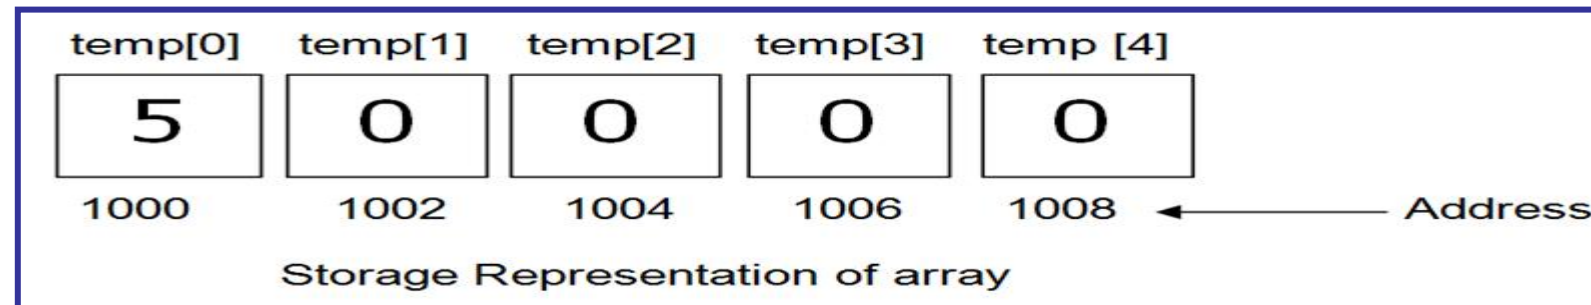 temp[0] temp[1] temp[2] temp[3] temp [4]
5 0 0 0 0
1000 1002 1004 1006 1008 Address
Storage Representation of array